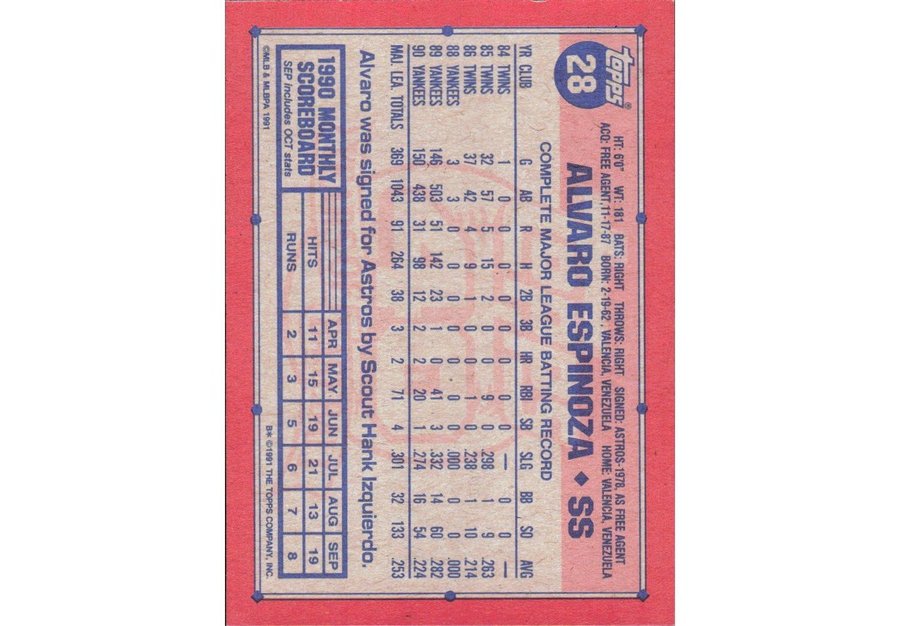 Topps®
28
HT: 6'0" WT: 181 BATS: RIGHT THROWS: RIGHT SIGNED: ASTROS-1978, AS FREE AGENT
ACQ: FREE AGENT, 11-17-87 BORN: 2-19-62, VALENCIA, VENEZUELA HOME: VALENCIA, VENEZUELA
ALVARO ESPINOZA ♦ SS
COMPLETE MAJOR LEAGUE BATTING RECORD
YR CLUB G AB R H 2B 3B HR RBI SB SLG BB SO AVG
84 TWINS 1 0 0 0 0 0 0 0 0 — 0 0 —
85 TWINS 32 57 5 15 2 0 0 9 0 .298 1 9 .263
86 TWINS 37 42 4 9 1 0 0 1 0 .238 1 10 .214
88 YANKEES 3 3 0 0 0 0 0 0 0 .000 0 0 .000
89 YANKEES 146 503 51 142 23 1 0 41 3 .332 14 60 .282
90 YANKEES 150 438 31 98 12 2 2 20 1 .274 16 54 .224
MAJ. LEA. TOTALS 369 1043 91 264 38 3 2 71 4 .301 32 133 .253
Alvaro was signed for Astros by Scout Hank Izquierdo.
1990 MONTHLY
SCOREBOARD
SEP includes OCT stats
APR MAY JUN JUL AUG SEP
HITS 11 15 19 21 13 19
RUNS 2 3 5 6 7 8
©MLB & MLBPA 1991
B* ©1991 THE TOPPS COMPANY, INC.